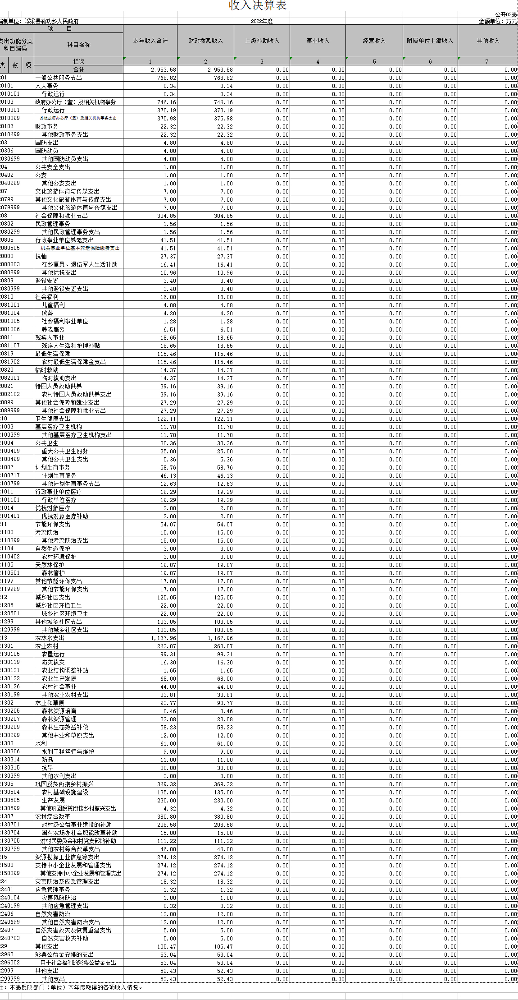 收入决算表
公开02表
编制单位：浮梁县勒功乡人民政府 2022年度 金额单位：万元
项 目 本年收入合计 财政拨款收入 上级补助收入 事业收入 经营收入 附属单位上缴收入 其他收入
支出功能分类科目编码 科目名称
类 款 项 栏次 1 2 3 4 5 6 7
合计 2,953.58 2,953.58 0.00 0.00 0.00 0.00 0.00
201 一般公共服务支出 768.82 768.82 0.00 0.00 0.00 0.00 0.00
20101 人大事务 0.34 0.34 0.00 0.00 0.00 0.00 0.00
2010101 行政运行 0.34 0.34 0.00 0.00 0.00 0.00 0.00
20103 政府办公厅（室）及相关机构事务 746.16 746.16 0.00 0.00 0.00 0.00 0.00
2010301 行政运行 370.19 370.19 0.00 0.00 0.00 0.00 0.00
2010399 其他政府办公厅（室）及相关机构事务支出 375.98 375.98 0.00 0.00 0.00 0.00 0.00
20106 财政事务 22.32 22.32 0.00 0.00 0.00 0.00 0.00
2010699 其他财政事务支出 22.32 22.32 0.00 0.00 0.00 0.00 0.00
203 国防支出 4.80 4.80 0.00 0.00 0.00 0.00 0.00
20306 国防动员 4.80 4.80 0.00 0.00 0.00 0.00 0.00
2030699 其他国防动员支出 4.80 4.80 0.00 0.00 0.00 0.00 0.00
204 公共安全支出 1.00 1.00 0.00 0.00 0.00 0.00 0.00
20402 公安 1.00 1.00 0.00 0.00 0.00 0.00 0.00
2040299 其他公安支出 1.00 1.00 0.00 0.00 0.00 0.00 0.00
207 文化旅游体育与传媒支出 7.00 7.00 0.00 0.00 0.00 0.00 0.00
20799 其他文化旅游体育与传媒支出 7.00 7.00 0.00 0.00 0.00 0.00 0.00
2079999 其他文化旅游体育与传媒支出 7.00 7.00 0.00 0.00 0.00 0.00 0.00
208 社会保障和就业支出 304.85 304.85 0.00 0.00 0.00 0.00 0.00
20802 民政管理事务 1.56 1.56 0.00 0.00 0.00 0.00 0.00
2080299 其他民政管理事务支出 1.56 1.56 0.00 0.00 0.00 0.00 0.00
20805 行政事业单位养老支出 41.51 41.51 0.00 0.00 0.00 0.00 0.00
2080505 机关事业单位基本养老保险缴费支出 41.51 41.51 0.00 0.00 0.00 0.00 0.00
20808 抚恤 27.37 27.37 0.00 0.00 0.00 0.00 0.00
2080803 在乡复员、退伍军人生活补助 16.41 16.41 0.00 0.00 0.00 0.00 0.00
2080899 其他优抚支出 10.96 10.96 0.00 0.00 0.00 0.00 0.00
20809 退役安置 3.40 3.40 0.00 0.00 0.00 0.00 0.00
2080999 其他退役安置支出 3.40 3.40 0.00 0.00 0.00 0.00 0.00
20810 社会福利 16.08 16.08 0.00 0.00 0.00 0.00 0.00
2081001 儿童福利 4.08 4.08 0.00 0.00 0.00 0.00 0.00
2081004 殡葬 4.20 4.20 0.00 0.00 0.00 0.00 0.00
2081005 社会福利事业单位 1.28 1.28 0.00 0.00 0.00 0.00 0.00
2081006 养老服务 6.51 6.51 0.00 0.00 0.00 0.00 0.00
20811 残疾人事业 18.65 18.65 0.00 0.00 0.00 0.00 0.00
2081107 残疾人生活和护理补贴 18.65 18.65 0.00 0.00 0.00 0.00 0.00
20819 最低生活保障 115.46 115.46 0.00 0.00 0.00 0.00 0.00
2081902 农村最低生活保障金支出 115.46 115.46 0.00 0.00 0.00 0.00 0.00
20820 临时救助 14.37 14.37 0.00 0.00 0.00 0.00 0.00
2082001 临时救助支出 14.37 14.37 0.00 0.00 0.00 0.00 0.00
20821 特困人员救助供养 39.16 39.16 0.00 0.00 0.00 0.00 0.00
2082102 农村特困人员救助供养支出 39.16 39.16 0.00 0.00 0.00 0.00 0.00
20899 其他社会保障和就业支出 27.29 27.29 0.00 0.00 0.00 0.00 0.00
2089999 其他社会保障和就业支出 27.29 27.29 0.00 0.00 0.00 0.00 0.00
210 卫生健康支出 122.11 122.11 0.00 0.00 0.00 0.00 0.00
21003 基层医疗卫生机构 11.70 11.70 0.00 0.00 0.00 0.00 0.00
2100399 其他基层医疗卫生机构支出 11.70 11.70 0.00 0.00 0.00 0.00 0.00
21004 公共卫生 30.36 30.36 0.00 0.00 0.00 0.00 0.00
2100409 重大公共卫生服务 25.00 25.00 0.00 0.00 0.00 0.00 0.00
2100499 其他公共卫生支出 5.36 5.36 0.00 0.00 0.00 0.00 0.00
21007 计划生育事务 58.76 58.76 0.00 0.00 0.00 0.00 0.00
2100717 计划生育服务 46.13 46.13 0.00 0.00 0.00 0.00 0.00
2100799 其他计划生育事务支出 12.63 12.63 0.00 0.00 0.00 0.00 0.00
21011 行政事业单位医疗 19.29 19.29 0.00 0.00 0.00 0.00 0.00
2101101 行政单位医疗 19.29 19.29 0.00 0.00 0.00 0.00 0.00
21014 优抚对象医疗 2.00 2.00 0.00 0.00 0.00 0.00 0.00
2101401 优抚对象医疗补助 2.00 2.00 0.00 0.00 0.00 0.00 0.00
211 节能环保支出 54.07 54.07 0.00 0.00 0.00 0.00 0.00
21103 污染防治 15.00 15.00 0.00 0.00 0.00 0.00 0.00
2110399 其他污染防治支出 15.00 15.00 0.00 0.00 0.00 0.00 0.00
21104 自然生态保护 3.00 3.00 0.00 0.00 0.00 0.00 0.00
2110402 农村环境保护 3.00 3.00 0.00 0.00 0.00 0.00 0.00
21105 天然林保护 19.07 19.07 0.00 0.00 0.00 0.00 0.00
2110501 森林管护 19.07 19.07 0.00 0.00 0.00 0.00 0.00
21199 其他节能环保支出 17.00 17.00 0.00 0.00 0.00 0.00 0.00
2119999 其他节能环保支出 17.00 17.00 0.00 0.00 0.00 0.00 0.00
212 城乡社区支出 125.05 125.05 0.00 0.00 0.00 0.00 0.00
21205 城乡社区环境卫生 22.00 22.00 0.00 0.00 0.00 0.00 0.00
2120501 城乡社区环境卫生 22.00 22.00 0.00 0.00 0.00 0.00 0.00
21299 其他城乡社区支出 103.05 103.05 0.00 0.00 0.00 0.00 0.00
2129999 其他城乡社区支出 103.05 103.05 0.00 0.00 0.00 0.00 0.00
213 农林水支出 1,167.96 1,167.96 0.00 0.00 0.00 0.00 0.00
21301 农业农村 263.07 263.07 0.00 0.00 0.00 0.00 0.00
2130105 农垦运行 99.31 99.31 0.00 0.00 0.00 0.00 0.00
2130119 防灾救灾 16.30 16.30 0.00 0.00 0.00 0.00 0.00
2130121 农业结构调整补贴 1.65 1.65 0.00 0.00 0.00 0.00 0.00
2130122 农业生产发展 68.00 68.00 0.00 0.00 0.00 0.00 0.00
2130126 农村社会事业 44.00 44.00 0.00 0.00 0.00 0.00 0.00
2130199 其他农业农村支出 33.81 33.81 0.00 0.00 0.00 0.00 0.00
21302 林业和草原 93.77 93.77 0.00 0.00 0.00 0.00 0.00
2130205 森林资源培育 0.46 0.46 0.00 0.00 0.00 0.00 0.00
2130207 森林资源管理 23.08 23.08 0.00 0.00 0.00 0.00 0.00
2130209 森林生态效益补偿 58.23 58.23 0.00 0.00 0.00 0.00 0.00
2130299 其他林业和草原支出 12.00 12.00 0.00 0.00 0.00 0.00 0.00
21303 水利 61.00 61.00 0.00 0.00 0.00 0.00 0.00
2130306 水利工程运行与维护 9.00 9.00 0.00 0.00 0.00 0.00 0.00
2130314 防汛 11.00 11.00 0.00 0.00 0.00 0.00 0.00
2130315 抗旱 38.00 38.00 0.00 0.00 0.00 0.00 0.00
2130399 其他水利支出 3.00 3.00 0.00 0.00 0.00 0.00 0.00
21305 巩固脱贫衔接乡村振兴 369.32 369.32 0.00 0.00 0.00 0.00 0.00
2130504 农村基础设施建设 135.00 135.00 0.00 0.00 0.00 0.00 0.00
2130505 生产发展 230.00 230.00 0.00 0.00 0.00 0.00 0.00
2130599 其他巩固脱贫衔接乡村振兴支出 4.32 4.32 0.00 0.00 0.00 0.00 0.00
21307 农村综合改革 380.80 380.80 0.00 0.00 0.00 0.00 0.00
2130701 对村级公益事业建设的补助 208.58 208.58 0.00 0.00 0.00 0.00 0.00
2130704 国有农场办社会职能改革补助 15.00 15.00 0.00 0.00 0.00 0.00 0.00
2130705 对村民委员会和村党支部的补助 111.22 111.22 0.00 0.00 0.00 0.00 0.00
2130799 其他农村综合改革支出 46.00 46.00 0.00 0.00 0.00 0.00 0.00
215 资源勘探工业信息等支出 274.12 274.12 0.00 0.00 0.00 0.00 0.00
21508 支持中小企业发展和管理支出 274.12 274.12 0.00 0.00 0.00 0.00 0.00
2150899 其他支持中小企业发展和管理支出 274.12 274.12 0.00 0.00 0.00 0.00 0.00
224 灾害防治及应急管理支出 18.32 18.32 0.00 0.00 0.00 0.00 0.00
22401 应急管理事务 1.32 1.32 0.00 0.00 0.00 0.00 0.00
2240104 灾害风险防治 1.00 1.00 0.00 0.00 0.00 0.00 0.00
2240199 其他应急管理支出 0.32 0.32 0.00 0.00 0.00 0.00 0.00
22406 自然灾害防治 12.00 12.00 0.00 0.00 0.00 0.00 0.00
2240699 其他自然灾害防治支出 12.00 12.00 0.00 0.00 0.00 0.00 0.00
22407 自然灾害救灾及恢复重建支出 5.00 5.00 0.00 0.00 0.00 0.00 0.00
2240703 自然灾害救灾补助 5.00 5.00 0.00 0.00 0.00 0.00 0.00
229 其他支出 105.47 105.47 0.00 0.00 0.00 0.00 0.00
22960 彩票公益金安排的支出 53.04 53.04 0.00 0.00 0.00 0.00 0.00
2296002 用于社会福利的彩票公益金支出 53.04 53.04 0.00 0.00 0.00 0.00 0.00
22999 其他支出 52.43 52.43 0.00 0.00 0.00 0.00 0.00
2299999 其他支出 52.43 52.43 0.00 0.00 0.00 0.00 0.00
注：本表反映部门（单位）本年度取得的各项收入情况。